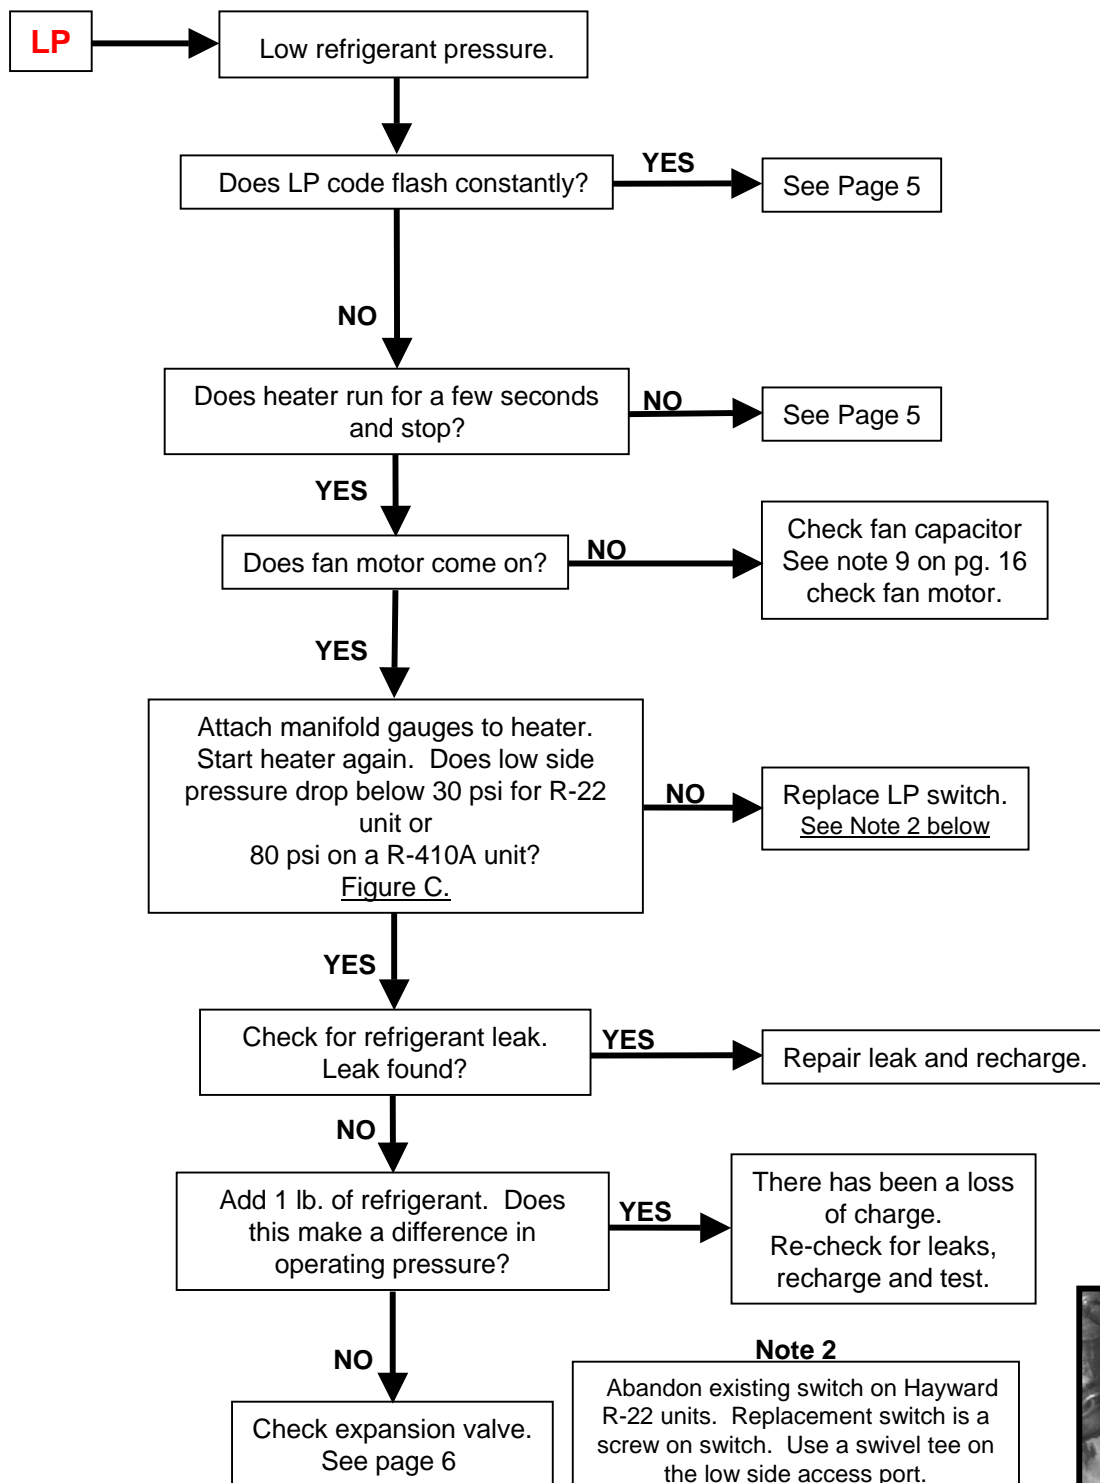 LP
Low refrigerant pressure.
Does LP code flash constantly?
YES
See Page 5
NO
Does heater run for a few seconds
and stop?
NO
See Page 5
YES
Does fan motor come on?
NO
Check fan capacitor
See note 9 on pg. 16
check fan motor.
YES
Attach manifold gauges to heater.
Start heater again. Does low side
pressure drop below 30 psi for R-22
unit or
80 psi on a R-410A unit?
Figure C.
NO
Replace LP switch.
See Note 2 below
YES
Check for refrigerant leak.
Leak found?
YES
Repair leak and recharge.
NO
Add 1 lb. of refrigerant. Does
this make a difference in
operating pressure?
YES
There has been a loss
of charge.
Re-check for leaks,
recharge and test.
NO
Check expansion valve.
See page 6
Note 2
Abandon existing switch on Hayward
R-22 units. Replacement switch is a
screw on switch. Use a swivel tee on
the low side access port.